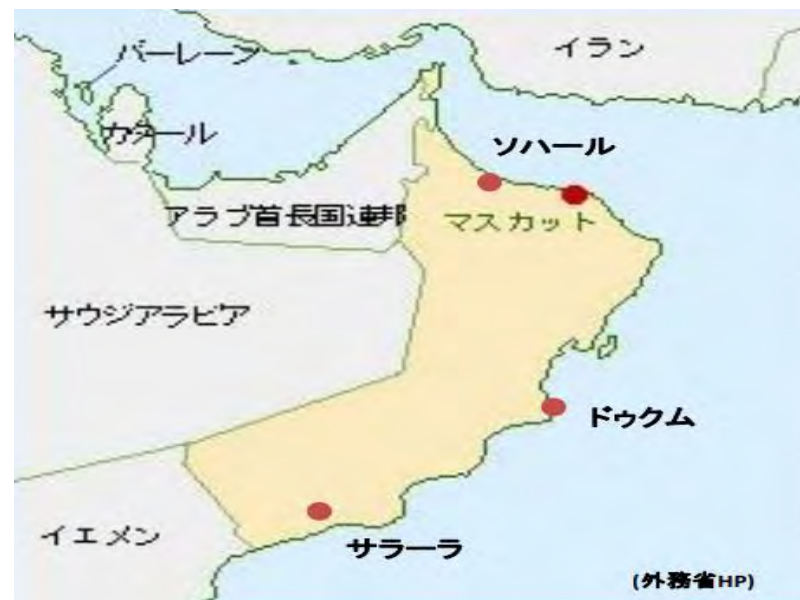 バーレーン
イラン
カタール
ソハール
アラブ首長国連邦
マスカット
サウジアラビア
ドゥクム
イエメン
サラーラ
(外務省HP)